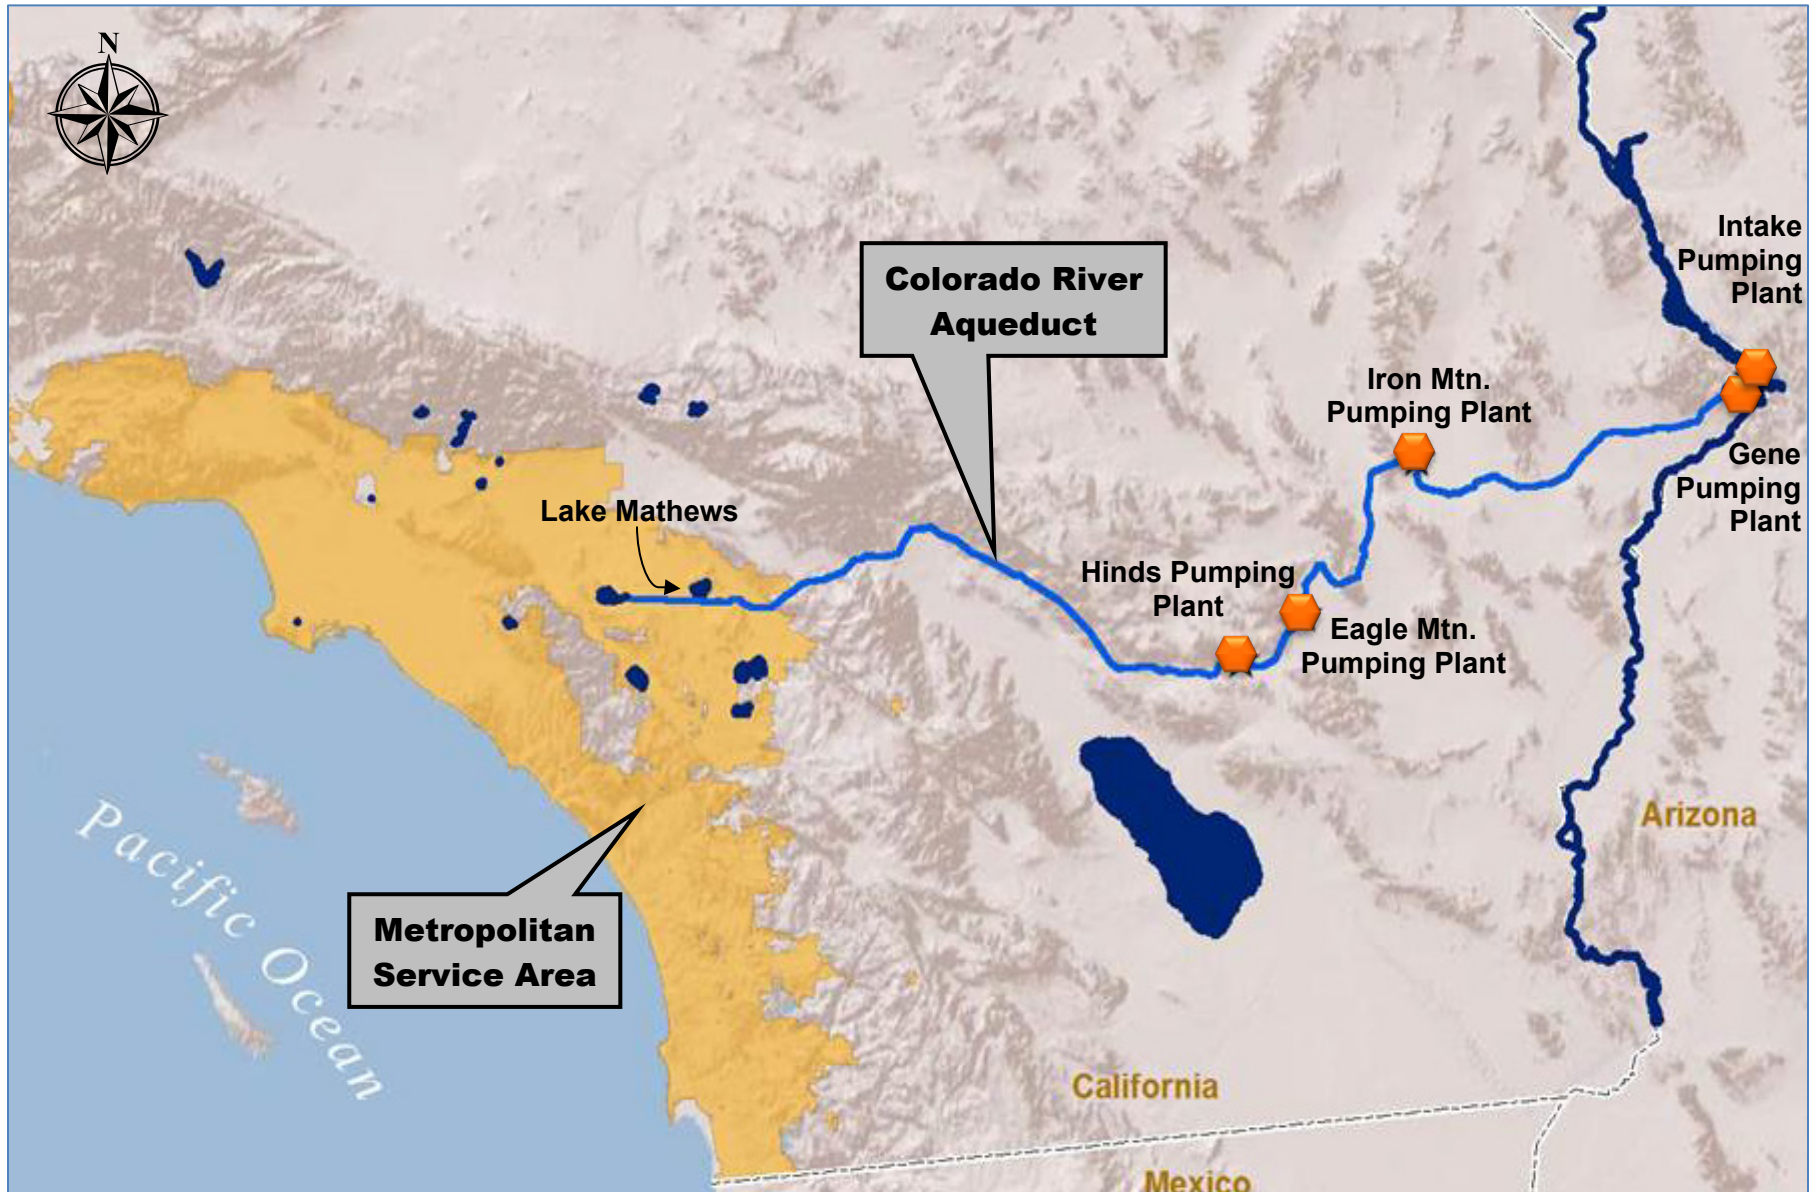 N
Intake
Pumping
Plant
Colorado River
Aqueduct
Iron Mtn.
Pumping Plant
Gene
Pumping
Plant
Lake Mathews
Hinds Pumping
Plant
Eagle Mtn.
Pumping Plant
Arizona
Pacific Ocean
Metropolitan
Service Area
California
Mexico